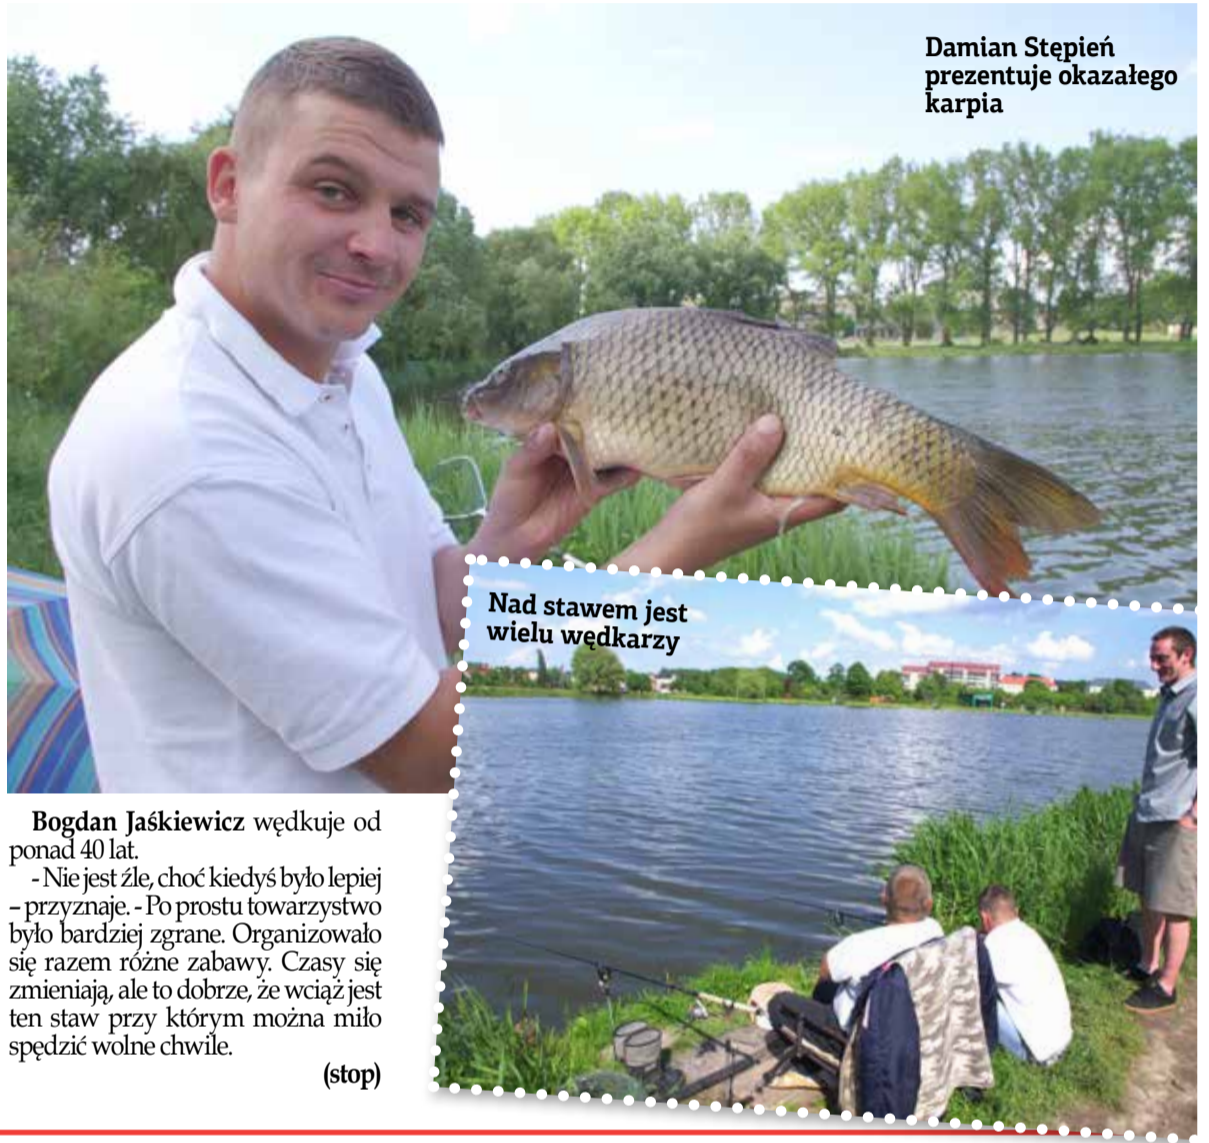 Damian Stępień
prezentuje okazałego
karpia
Nad stawem jest
wielu wędkarzy
Bogdan Jaśkiewicz wędkuje od
ponad 40 lat.
- Nie jest źle, choć kiedyś było lepiej
– przyznaje. - Po prostu towarzystwo
było bardziej zgrane. Organizowało
się razem różne zabawy. Czasy się
zmieniają, ale to dobrze, że wciąż jest
ten staw przy którym można miło
spędzić wolne chwile.
(stop)